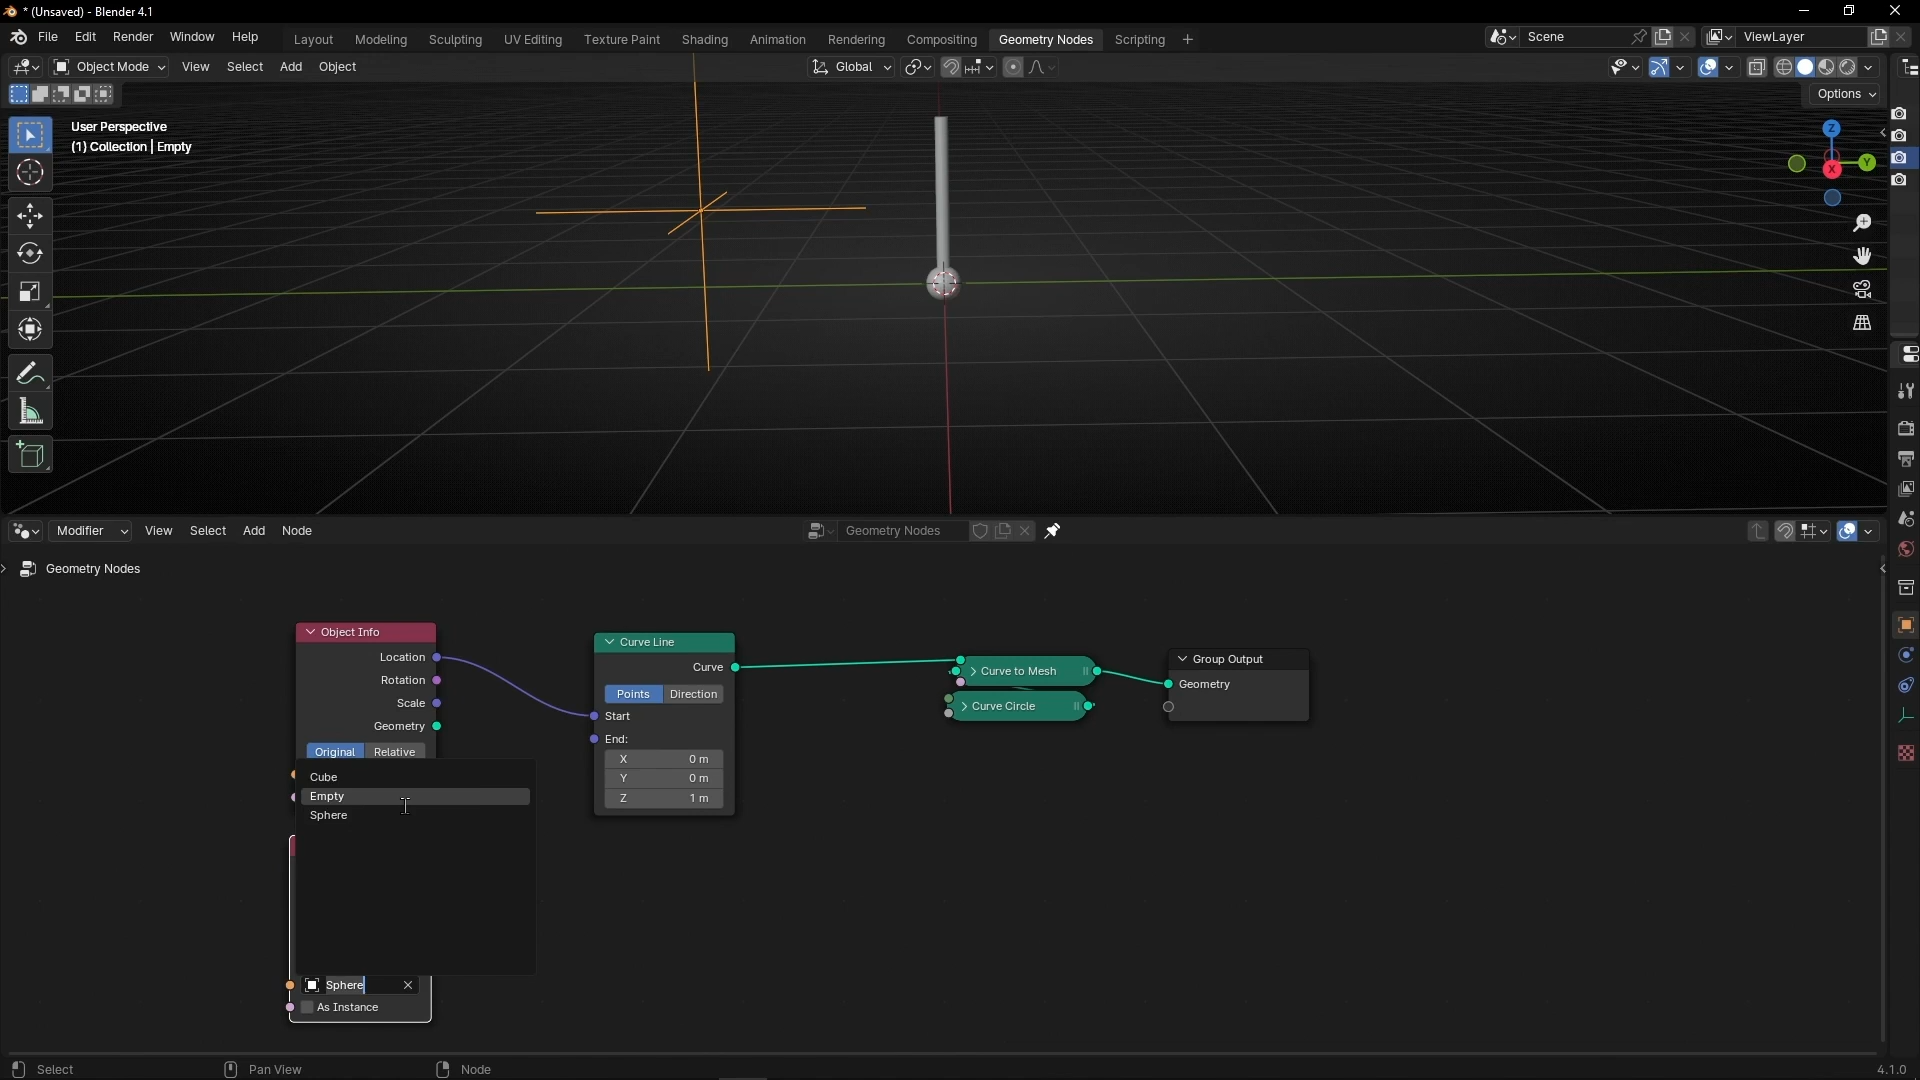 * (Unsaved) - Blender 4.1
File Edit Render Window Help
Layout Modeling Sculpting UV Editing Texture Paint Shading Animation Rendering Compositing Geometry Nodes Scripting +
Scene
ViewLayer
Object Mode View Select Add Object
Global
Options
User Perspective
(1) Collection | Empty
Z
Y
X
Modifier View Select Add Node
Geometry Nodes
Geometry Nodes
Object Info
Location
Rotation
Scale
Geometry
Original Relative
Cube
Empty
Sphere
Sphere
As Instance
Curve Line
Curve
Points Direction
Start
End:
X 0 m
Y 0 m
Z 1 m
Curve to Mesh
Curve Circle
Group Output
Geometry
Select Pan View Node
4.1.0